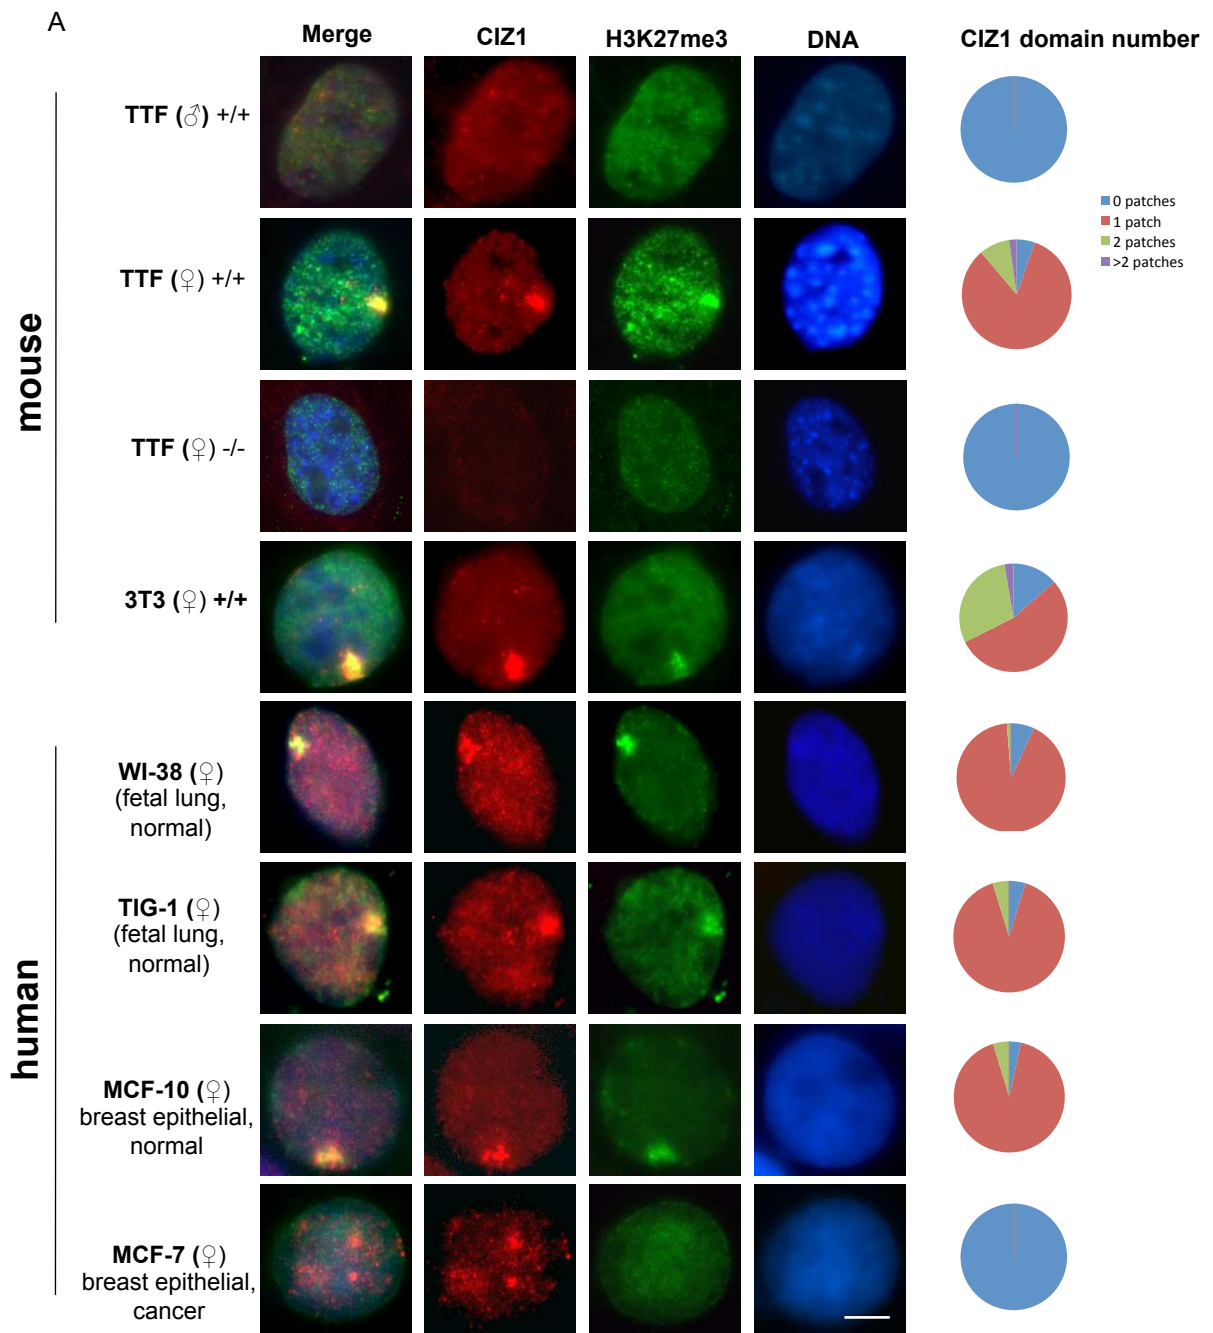 A
Merge CIZ1 H3K27me3 DNA CIZ1 domain number
mouse
TTF (♂) +/+
0 patches
1 patch
2 patches
>2 patches
TTF (♀) +/+
TTF (♀) -/-
3T3 (♀) +/+
human
WI-38 (♀)
(fetal lung,
normal)
TIG-1 (♀)
(fetal lung,
normal)
MCF-10 (♀)
breast epithelial,
normal
MCF-7 (♀)
breast epithelial,
cancer